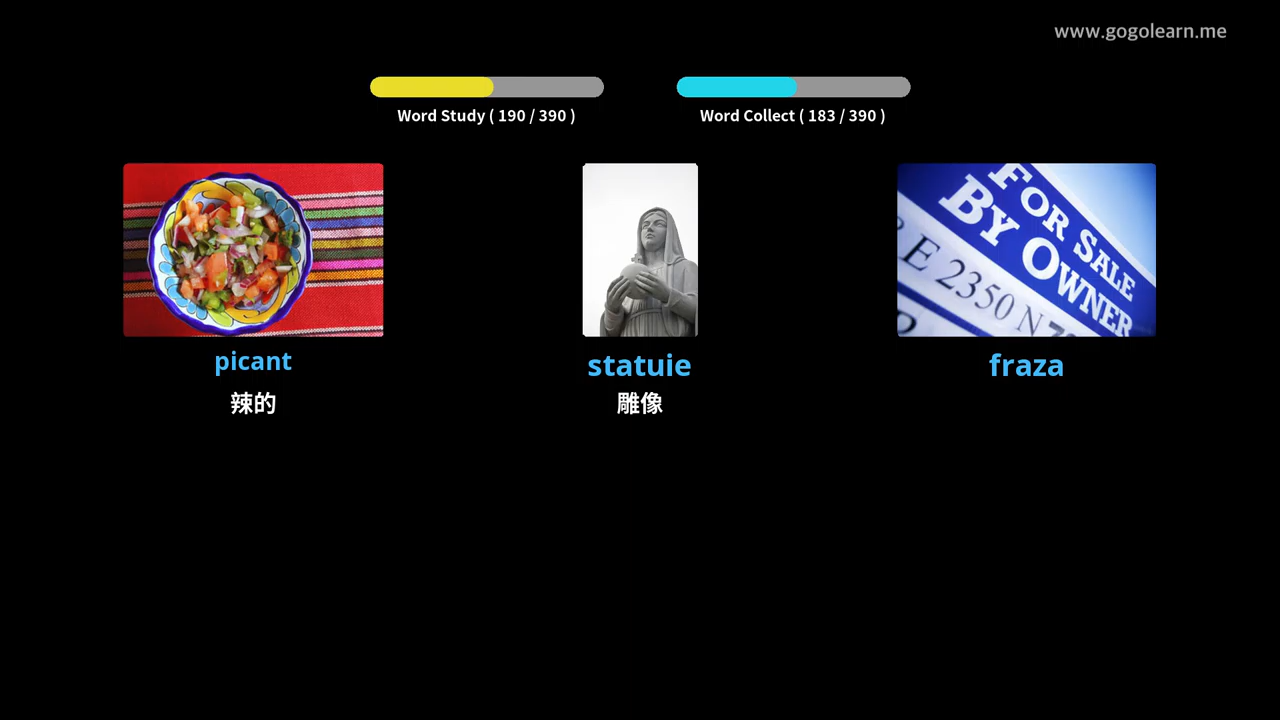 www.gogolearn.me
Word Study ( 190 / 390 )
Word Collect ( 183 / 390 )
FOR SALE
BY OWNER
E 2350 N
picant
statuie
fraza
辣的
雕像